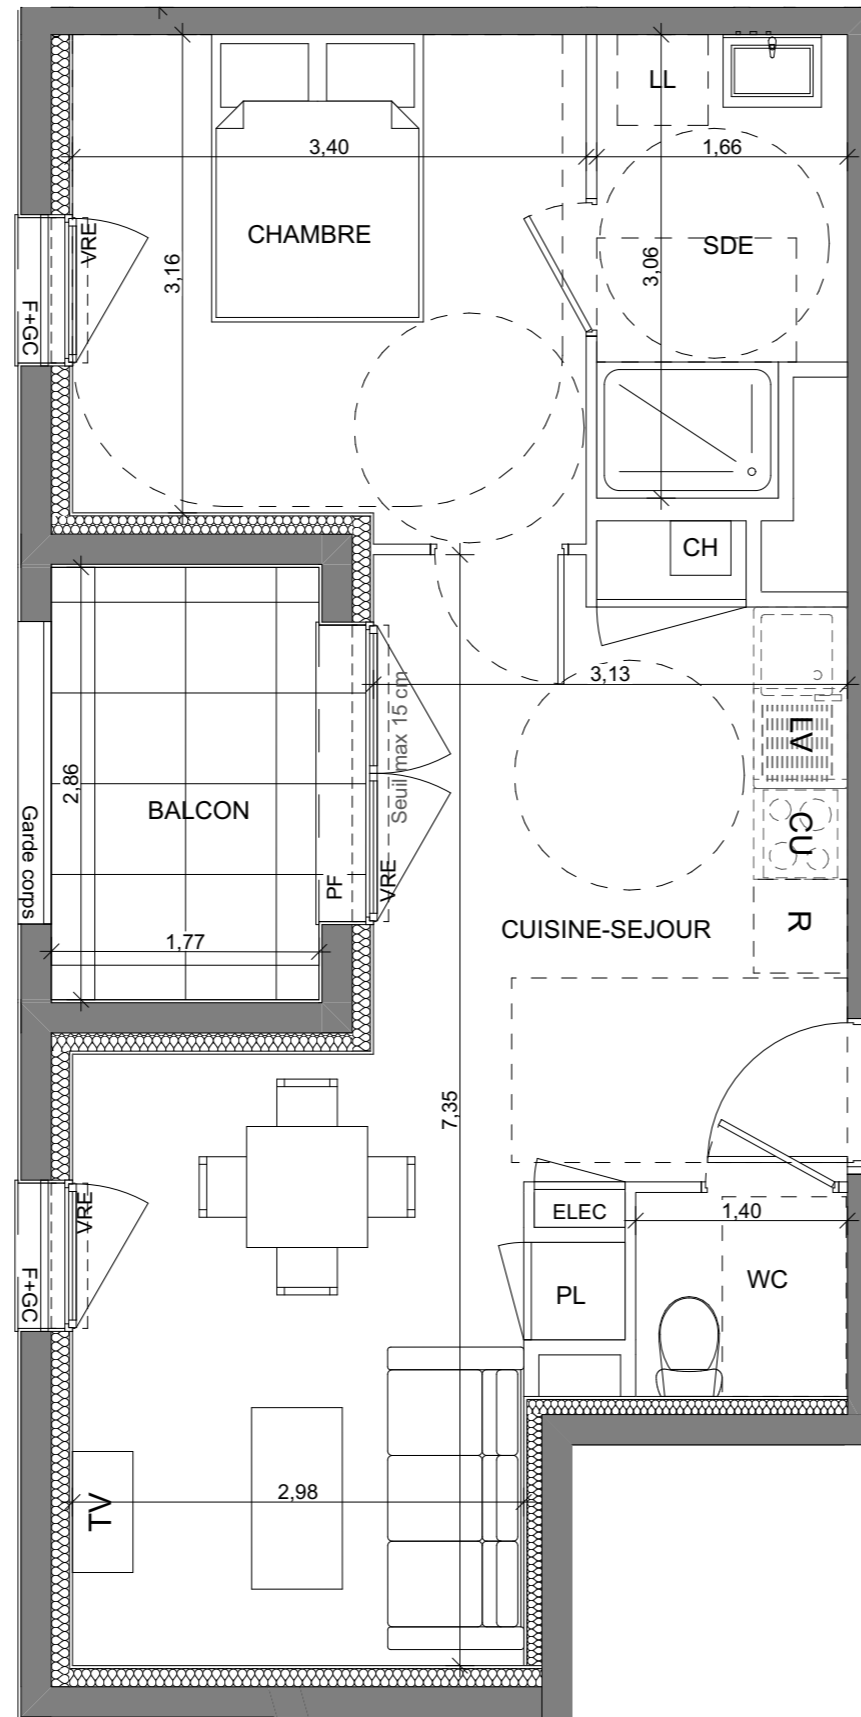 LL
3,40
1,66
CHAMBRE
SDE
VRE
3,16
3,06
F+GC
CH
3,13
Seuil max 15 cm
LV
2,86
BALCON
CU
Garde corps
PF
VRE
R
CUISINE-SEJOUR
1,77
7,35
VRE
ELEC
1,40
F+GC
PL
WC
2,98
TV